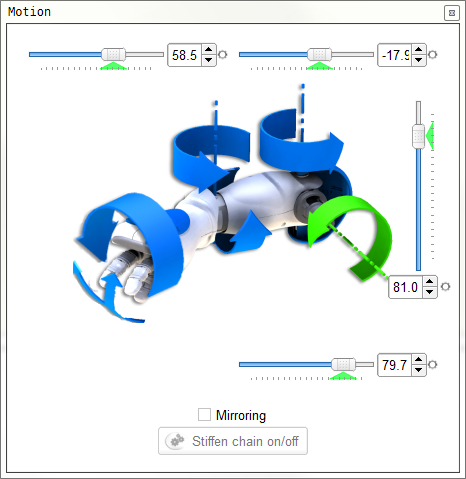 Motion
58.5
-17.9
81.0
79.7
Mirroring
Stiffen chain on/off